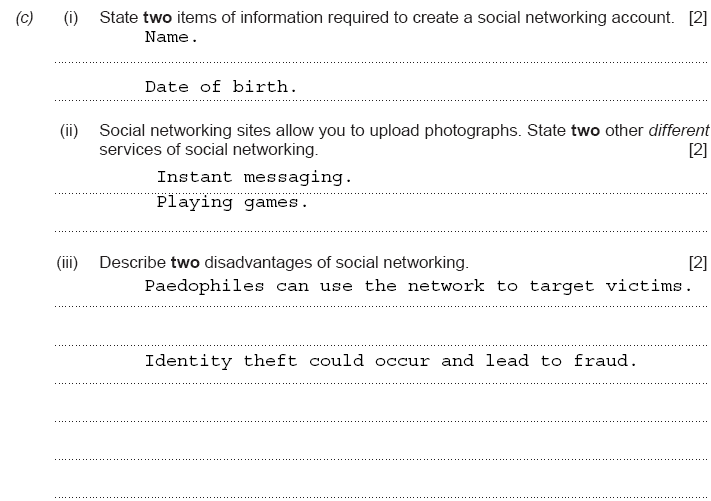 (c) (i) State two items of information required to create a social networking account. [2]
Name.
Date of birth.
(ii) Social networking sites allow you to upload photographs. State two other different
services of social networking. [2]
Instant messaging.
Playing games.
(iii) Describe two disadvantages of social networking. [2]
Paedophiles can use the network to target victims.
Identity theft could occur and lead to fraud.